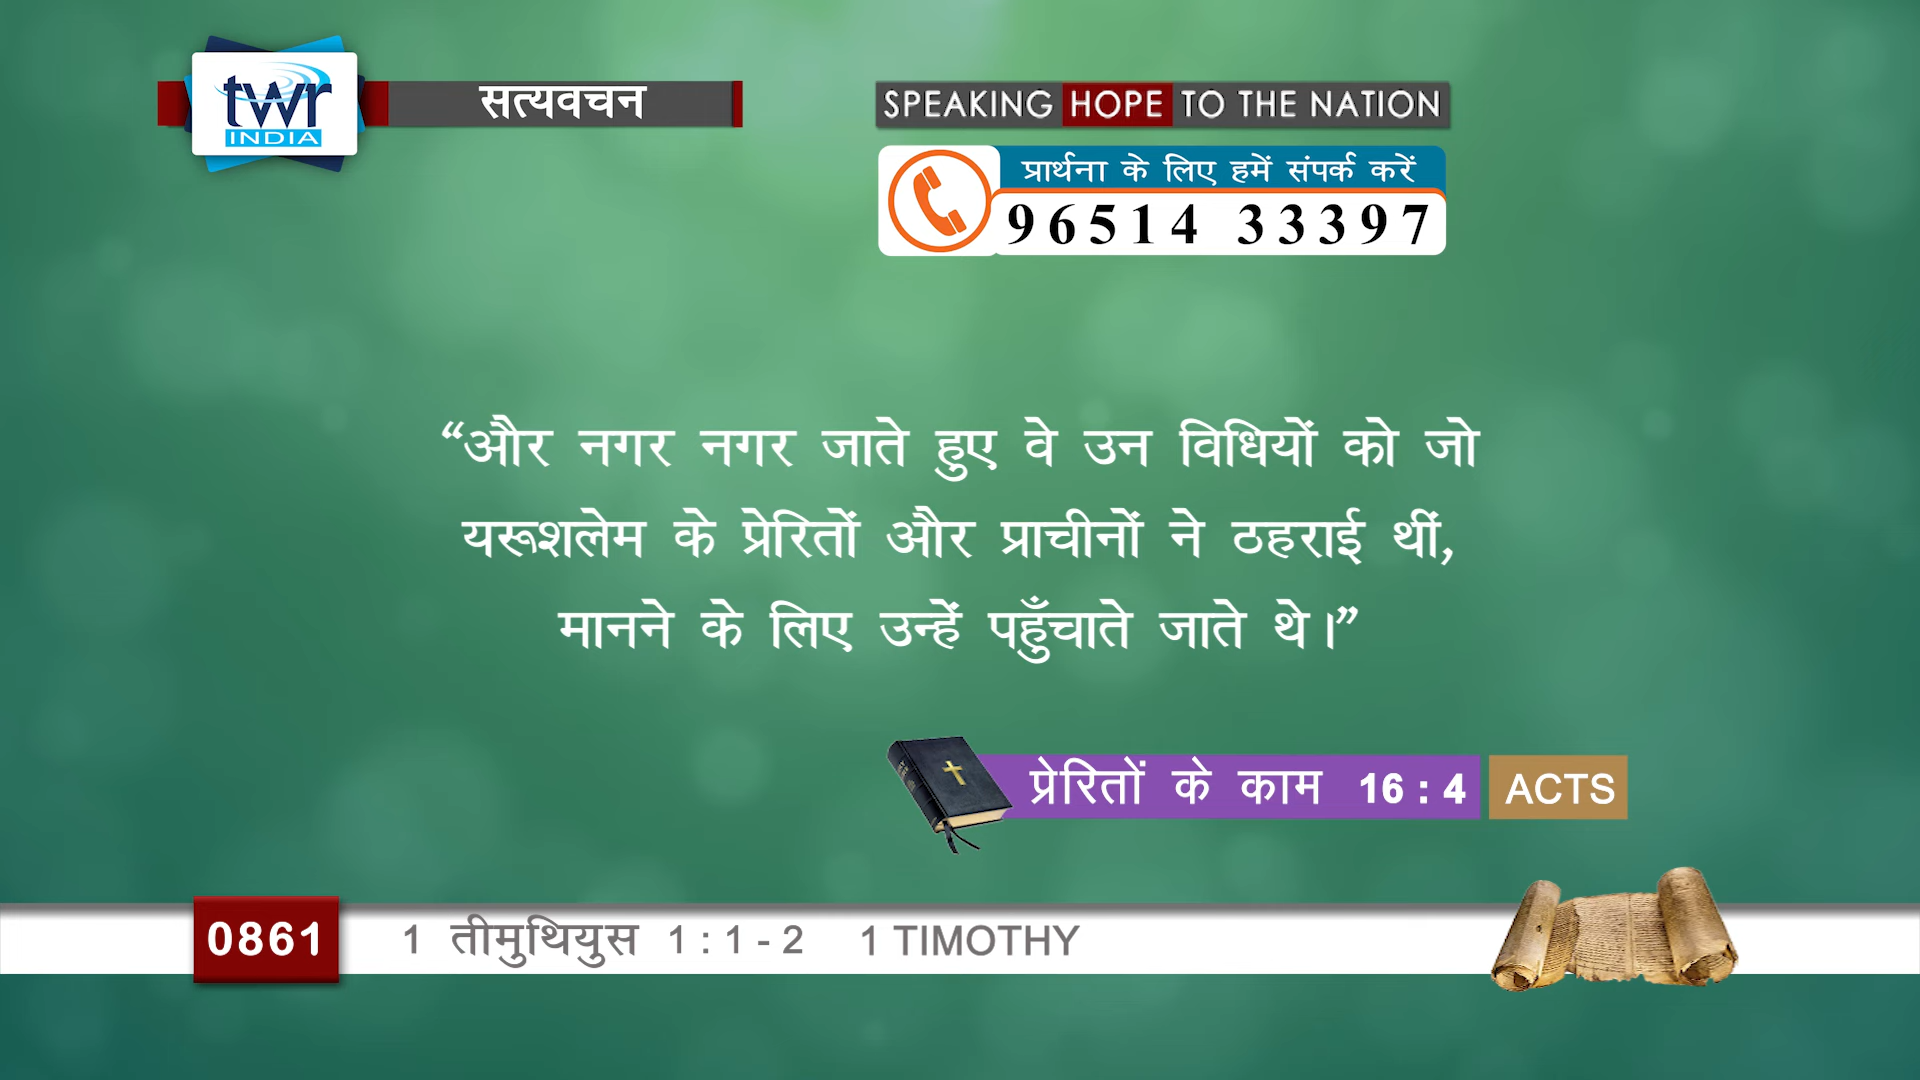 twr
INDIA
सत्यवचन
SPEAKING HOPE TO THE NATION
प्रार्थना के लिए हमें संपर्क करें
96514 33397
“और नगर नगर जाते हुए वे उन विधियों को जो
यरूशलेम के प्रेरितों और प्राचीनों ने ठहराई थीं,
मानने के लिए उन्हें पहुँचाते जाते थे।”
प्रेरितों के काम 16 : 4 ACTS
0861 1 तीमुथियुस 1 : 1 - 2 1 TIMOTHY